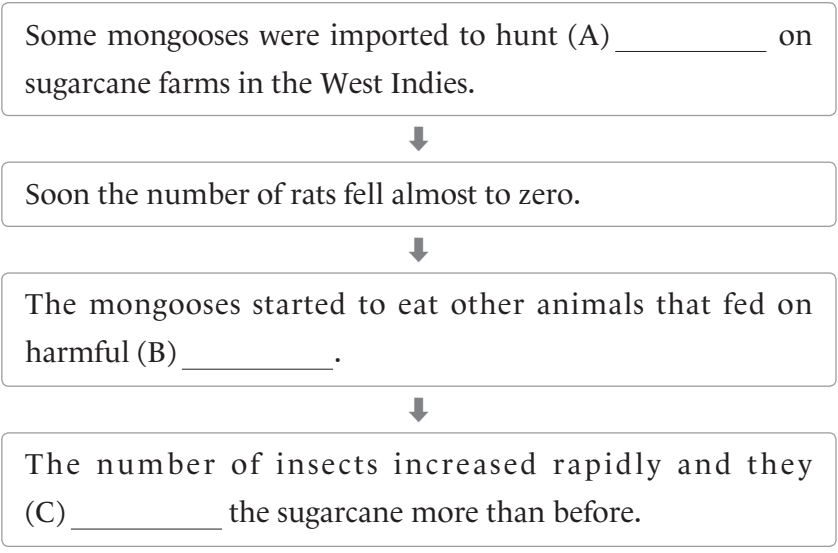 Some mongooses were imported to hunt (A)__________ on
sugarcane farms in the West Indies.
Soon the number of rats fell almost to zero.
The mongooses started to eat other animals that fed on
harmful (B)__________.
The number of insects increased rapidly and they
(C)__________ the sugarcane more than before.